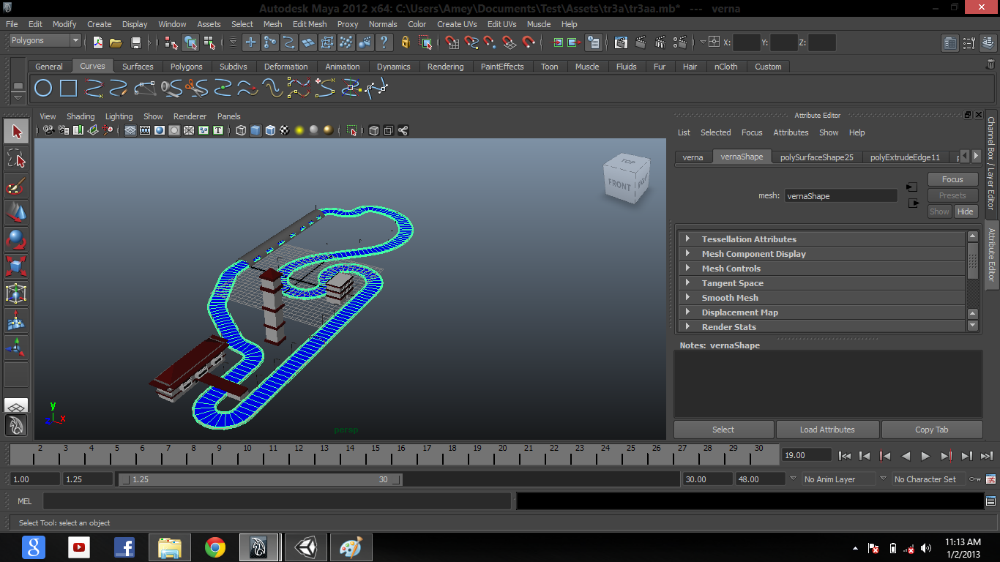 Autodesk Maya 2012 x64: C:\Users\Amey\Documents\Test\Assets\tr3a\tr3aa.mb* --- verna
File Edit Modify Create Display Window Assets Select Mesh Edit Mesh Proxy Normals Color Create UVs Edit UVs Muscle Help
Polygons X: Y: Z:
General Curves Surfaces Polygons Subdivs Deformation Animation Dynamics Rendering PaintEffects Toon Muscle Fluids Fur Hair nCloth Custom
View Shading Lighting Show Renderer Panels
Attribute Editor
List Selected Focus Attributes Show Help
verna vernaShape polySurfaceShape25 polyExtrudeEdge11
mesh: vernaShape
Focus
Presets
Show Hide
Tessellation Attributes
Mesh Component Display
Mesh Controls
Tangent Space
Smooth Mesh
Displacement Map
Render Stats
Notes: vernaShape
Select Load Attributes Copy Tab
Channel Box / Layer Editor
Attribute Editor
TOP
FRONT
RIGHT
y
x
z
persp
2 3 4 5 6 7 8 9 10 11 12 13 14 15 16 17 18 19 20 21 22 23 24 25 26 27 28 29 30
19.00
1.00 1.25 1.25 30 30.00 48.00 No Anim Layer No Character Set
MEL
Select Tool: select an object
11:13 AM
1/2/2013